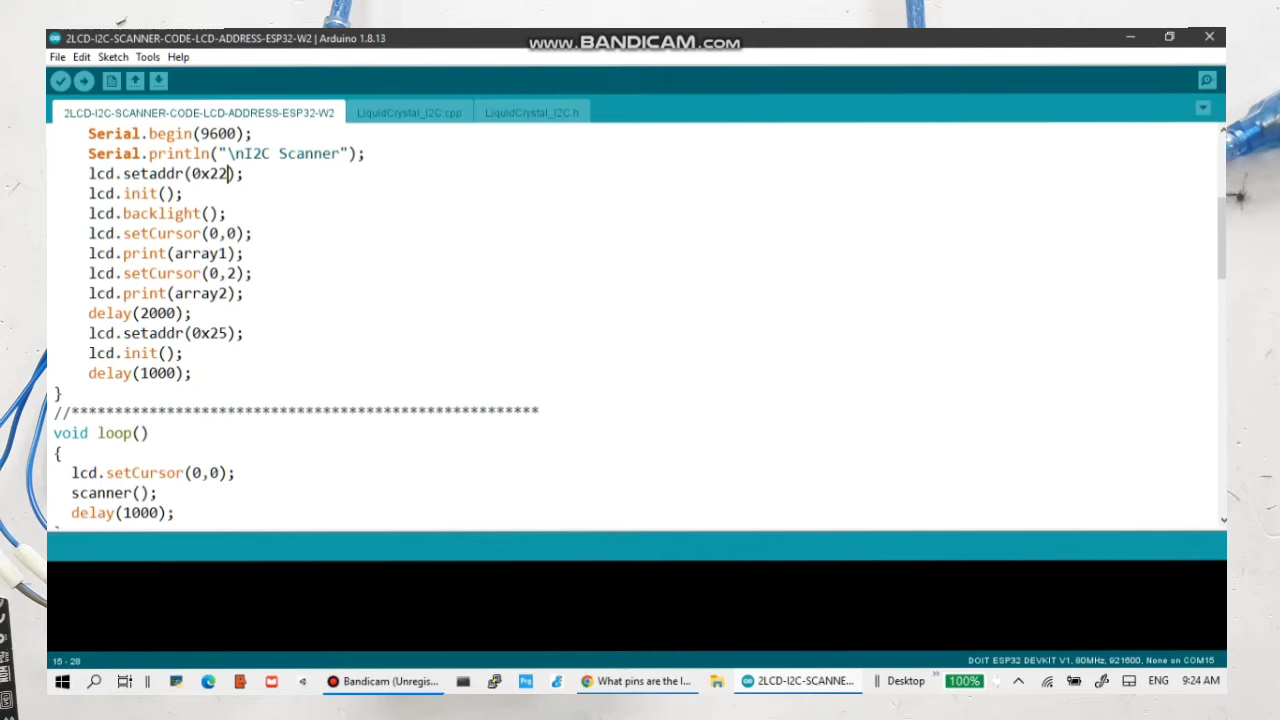 2LCD-I2C-SCANNER-CODE-LCD-ADDRESS-ESP32-W2 | Arduino 1.8.13
www.BANDICAM.com
File Edit Sketch Tools Help
2LCD-I2C-SCANNER-CODE-LCD-ADDRESS-ESP32-W2 LiquidCrystal_I2C.cpp LiquidCrystal_I2C.h
Serial.begin(9600);
Serial.println("\nI2C Scanner");
lcd.setaddr(0x22);
lcd.init();
lcd.backlight();
lcd.setCursor(0,0);
lcd.print(array1);
lcd.setCursor(0,2);
lcd.print(array2);
delay(2000);
lcd.setaddr(0x25);
lcd.init();
delay(1000);
}
//******************************************************
void loop()
{
lcd.setCursor(0,0);
scanner();
delay(1000);
15 - 28
DOIT ESP32 DEVKIT V1, 80MHz, 921600, None on COM15
Bandicam (Unregis... Prg What pins are the I... 2LCD-I2C-SCANNE... Desktop 100% ENG 9:24 AM